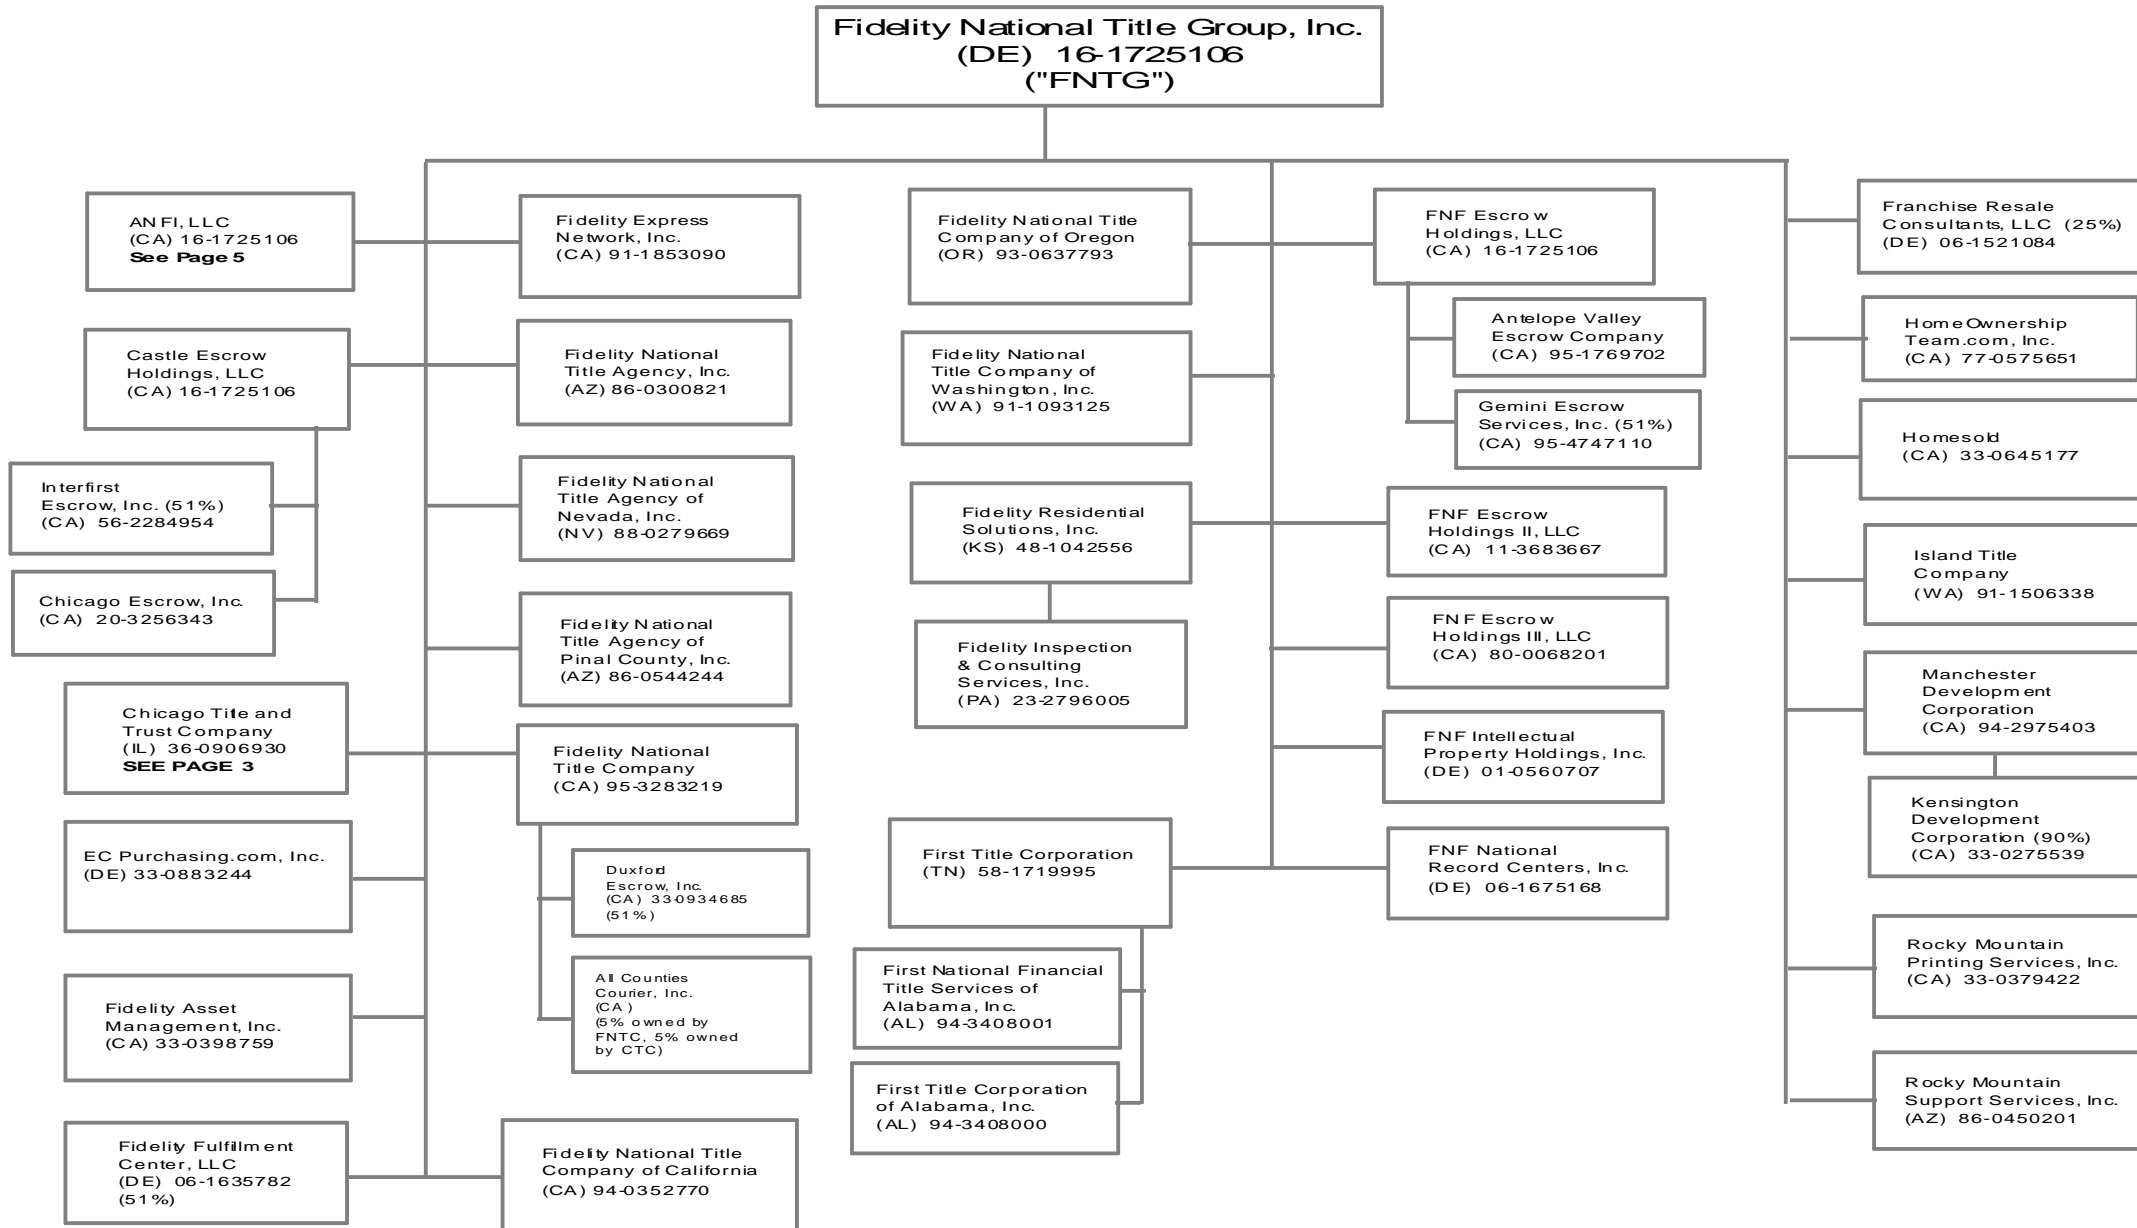 Fidelity National Title Group, Inc.
(DE) 16-1725106
("FNTG")
ANFI, LLC
(CA) 16-1725106
See Page 5
Castle Escrow
Holdings, LLC
(CA) 16-1725106
Interfirst
Escrow, Inc. (51%)
(CA) 56-2284954
Chicago Escrow, Inc.
(CA) 20-3256343
Chicago Title and
Trust Company
(IL) 36-0906930
SEE PAGE 3
EC Purchasing.com, Inc.
(DE) 33-0883244
Fidelity Asset
Management, Inc.
(CA) 33-0398759
Fidelity Fulfillment
Center, LLC
(DE) 06-1635782
(51%)
Fidelity Express
Network, Inc.
(CA) 91-1853090
Fidelity National
Title Agency, Inc.
(AZ) 86-0300821
Fidelity National
Title Agency of
Nevada, Inc.
(NV) 88-0279669
Fidelity National
Title Agency of
Pinal County, Inc.
(AZ) 86-0544244
Fidelity National
Title Company
(CA) 95-3283219
Duxford
Escrow, Inc.
(CA) 33-0934685
(51%)
All Counties
Courier, Inc.
(CA)
(5% owned by
FNTC, 5% owned
by CTC)
Fidelity National Title
Company of California
(CA) 94-0352770
Fidelity National Title
Company of Oregon
(OR) 93-0637793
Fidelity National
Title Company of
Washington, Inc.
(WA) 91-1093125
Fidelity Residential
Solutions, Inc.
(KS) 48-1042556
Fidelity Inspection
& Consulting
Services, Inc.
(PA) 23-2796005
First Title Corporation
(TN) 58-1719995
First National Financial
Title Services of
Alabama, Inc.
(AL) 94-3408001
First Title Corporation
of Alabama, Inc.
(AL) 94-3408000
FNF Escrow
Holdings, LLC
(CA) 16-1725106
Antelope Valley
Escrow Company
(CA) 95-1769702
Gemini Escrow
Services, Inc. (51%)
(CA) 95-4747110
FNF Escrow
Holdings II, LLC
(CA) 11-3683667
FNF Escrow
Holdings III, LLC
(CA) 80-0068201
FNF Intellectual
Property Holdings, Inc.
(DE) 01-0560707
FNF National
Record Centers, Inc.
(DE) 06-1675168
Franchise Resale
Consultants, LLC (25%)
(DE) 06-1521084
HomeOwnership
Team.com, Inc.
(CA) 77-0575651
Homesold
(CA) 33-0645177
Island Title
Company
(WA) 91-1506338
Manchester
Development
Corporation
(CA) 94-2975403
Kensington
Development
Corporation (90%)
(CA) 33-0275539
Rocky Mountain
Printing Services, Inc.
(CA) 33-0379422
Rocky Mountain
Support Services, Inc.
(AZ) 86-0450201